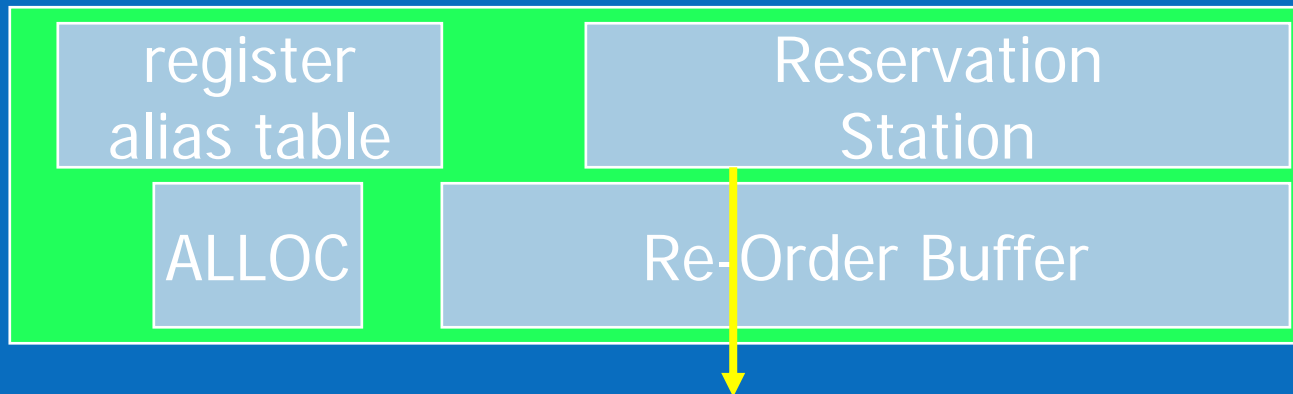 register
alias table
Reservation
Station
ALLOC
Re-Order Buffer